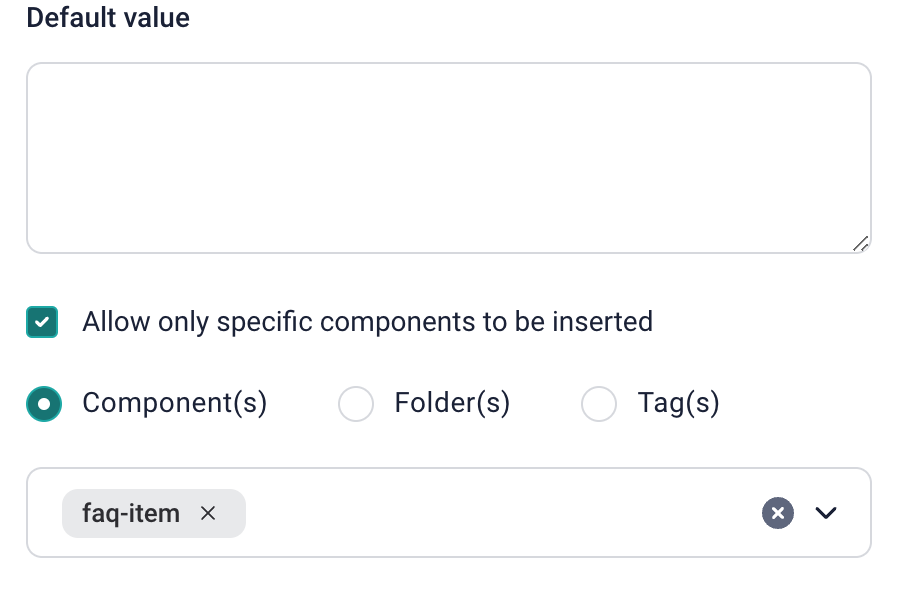 Default value
Allow only specific components to be inserted
Component(s) Folder(s) Tag(s)
faq-item